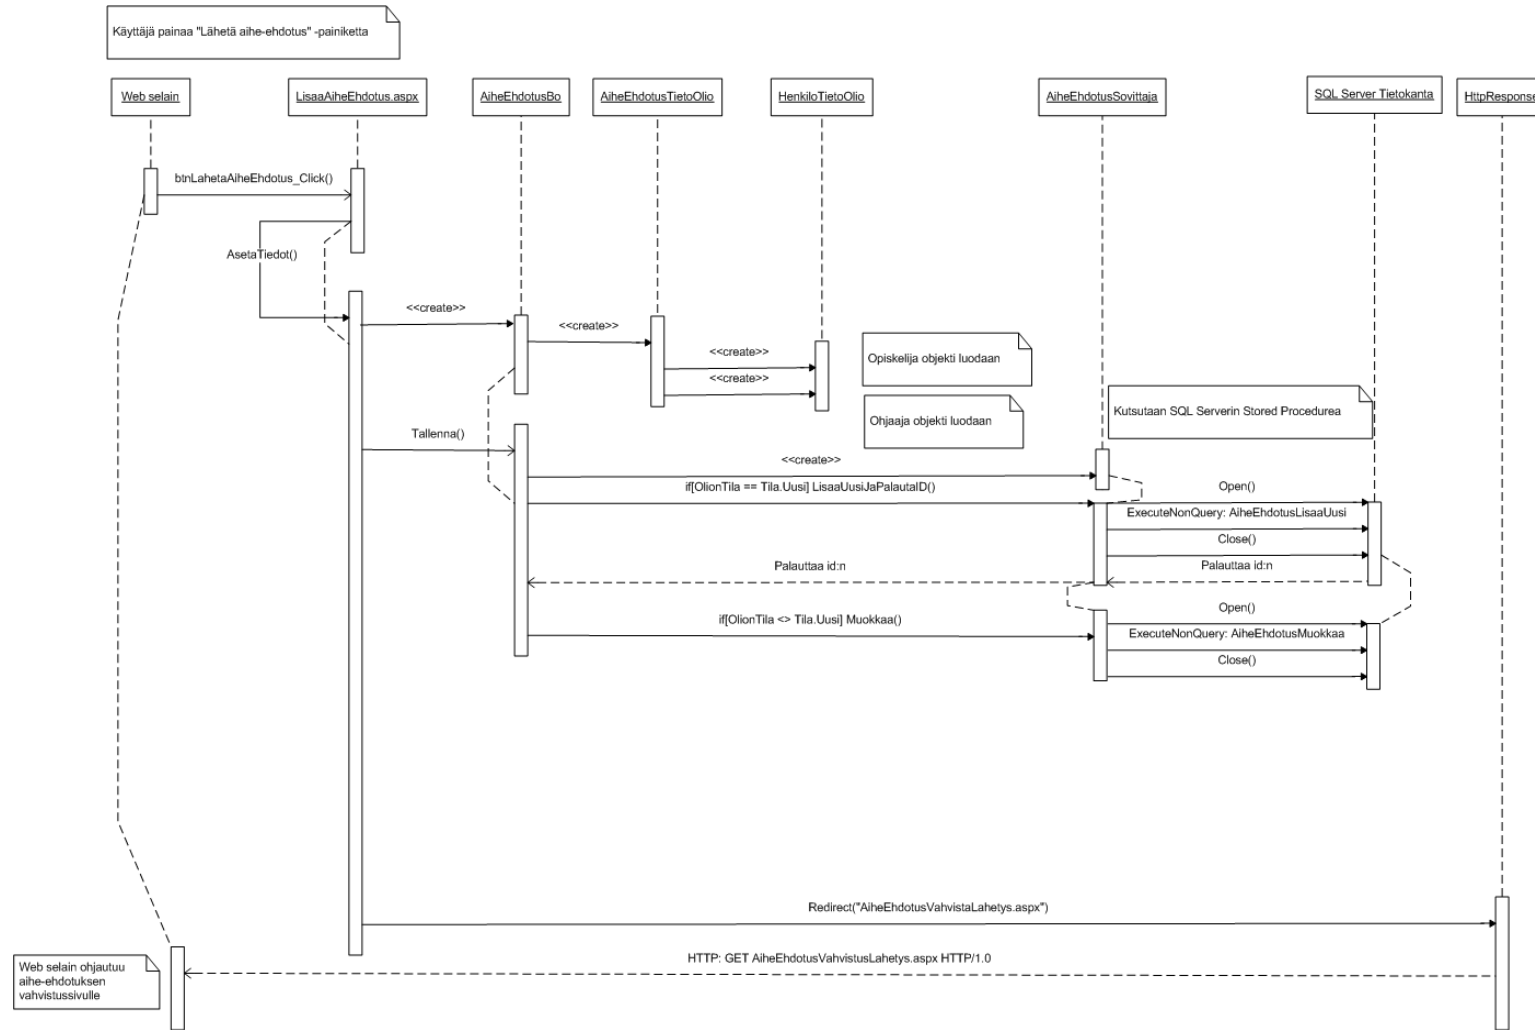 Käyttäjä painaa "Lähetä aihe-ehdotus" -painiketta
Web selain
LisaaAiheEhdotus.aspx
AiheEhdotusBo
AiheEhdotusTietoOlio
HenkiloTietoOlio
AiheEhdotusSovittaja
SQL Server Tietokanta
HttpResponse
btnLahetaAiheEhdotus_Click()
AsetaTiedot()
<<create>>
<<create>>
<<create>>
<<create>>
Opiskelija objekti luodaan
Ohjaaja objekti luodaan
Kutsutaan SQL Serverin Stored Procedurea
Tallenna()
<<create>>
if[OlionTila == Tila.Uusi] LisaaUusiJaPalautaID()
Open()
ExecuteNonQuery: AiheEhdotusLisaaUusi
Close()
Palauttaa id:n
Palauttaa id:n
if[OlionTila <> Tila.Uusi] Muokkaa()
Open()
ExecuteNonQuery: AiheEhdotusMuokkaa
Close()
Redirect("AiheEhdotusVahvistaLahetys.aspx")
HTTP: GET AiheEhdotusVahvistusLahetys.aspx HTTP/1.0
Web selain ohjautuu
aihe-ehdotuksen
vahvistussivulle